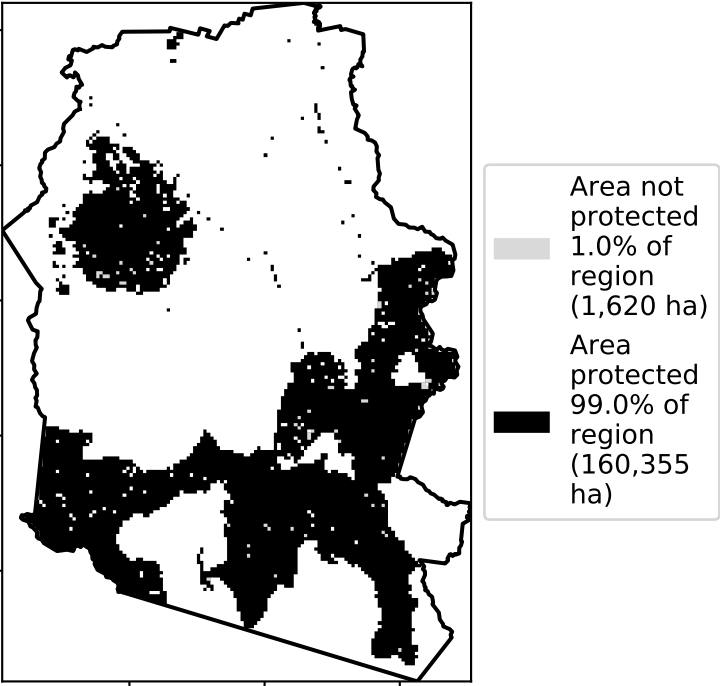 Area not
protected
1.0% of
region
(1,620 ha)
Area
protected
99.0% of
region
(160,355
ha)